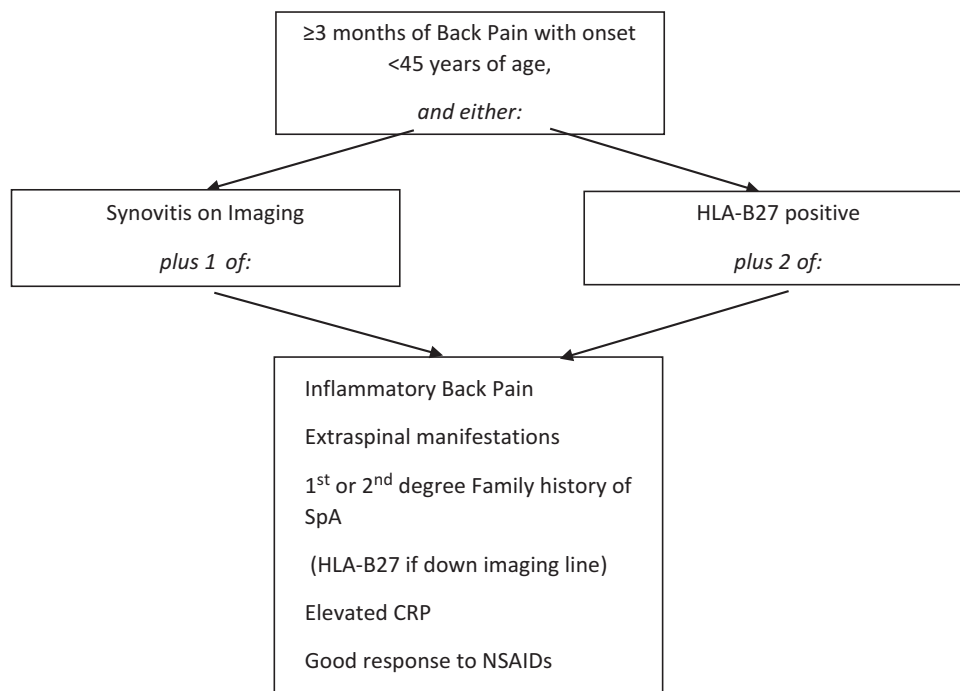 ≥3 months of Back Pain with onset
<45 years of age,
and either:
Synovitis on Imaging
plus 1 of:
HLA-B27 positive
plus 2 of:
Inflammatory Back Pain
Extraspinal manifestations
1st or 2nd degree Family history of
SpA
(HLA-B27 if down imaging line)
Elevated CRP
Good response to NSAIDs